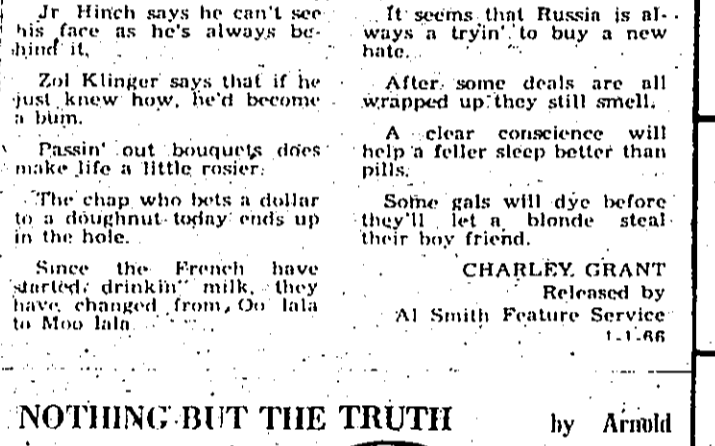 Jr Hinch says he can't see
his face as he's always be-
hind it.
Zol Klinger says that if he
just knew how, he'd become
a bum.
Passin' out bouquets does
make life a little rosier.
The chap who bets a dollar
to a doughnut today ends up
in the hole.
Since the French have
started drinkin" milk, they
have changed from, Oo lala
to Moo lala
It seems that Russia is al-
ways a tryin' to buy a new
hate.
After some deals are all
wrapped up they still smell.
A clear conscience will
help a feller sleep better than
pills.
Some gals will dye before
they'll let a blonde steal
their boy friend.
CHARLEY GRANT
Released by
Al Smith Feature Service
1-1-66
NOTHING BUT THE TRUTH by Arnold